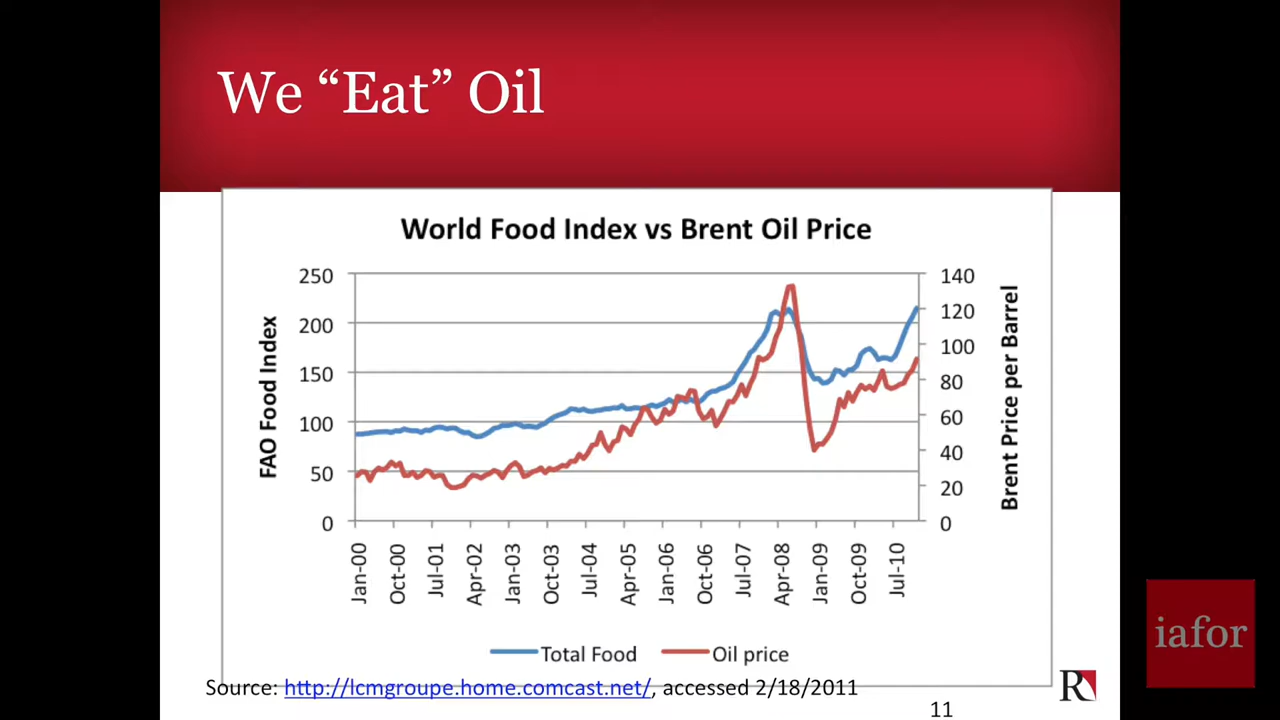 We “Eat” Oil
World Food Index vs Brent Oil Price
250
200
150
100
50
0
FAO Food Index
140
120
100
80
60
40
20
0
Brent Price per Barrel
Jan-00
Oct-00
Jul-01
Apr-02
Jan-03
Oct-03
Jul-04
Apr-05
Jan-06
Oct-06
Jul-07
Apr-08
Jan-09
Oct-09
Jul-10
Total Food
Oil price
Source: http://lcmgroupe.home.comcast.net/, accessed 2/18/2011
11
R
iafor